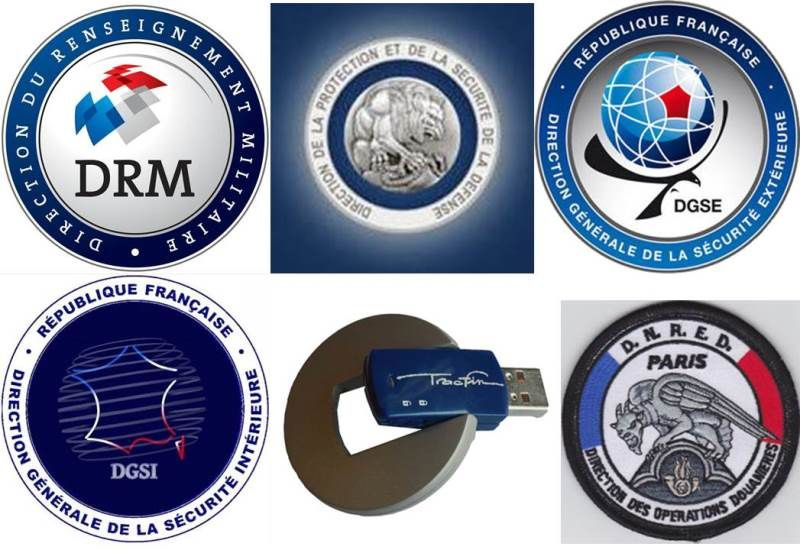 DIRECTION DU RENSEIGNEMENT MILITAIRE
DRM
DIRECTION DE LA PROTECTION ET DE LA SÉCURITÉ DE LA DÉFENSE
RÉPUBLIQUE FRANÇAISE
DGSE
DIRECTION GÉNÉRALE DE LA SÉCURITÉ EXTÉRIEURE
RÉPUBLIQUE FRANÇAISE
DGSI
DIRECTION GÉNÉRALE DE LA SÉCURITÉ INTÉRIEURE
Tracfin
D.N.R.E.D.
PARIS
DIRECTION DES OPERATIONS DOUANIERES